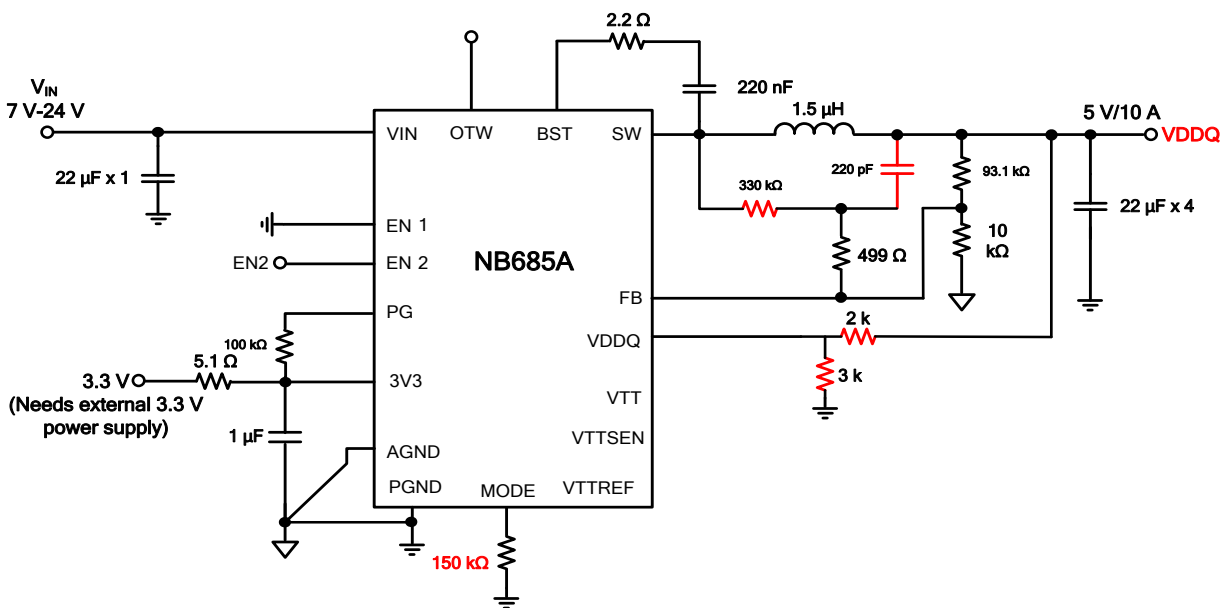 2.2 Ω
220 nF
1.5 µH
V_IN
7 V-24 V
22 µF x 1
VIN
OTW
BST
SW
5 V/10 A
VDDQ
220 pF
93.1 kΩ
330 kΩ
22 µF x 4
EN 1
10
kΩ
499 Ω
EN2
EN 2
NB685A
PG
FB
100 kΩ
VDDQ
2 k
5.1 Ω
3.3 V
(Needs external 3.3 V
power supply)
3V3
3 k
VTT
1 µF
VTTSEN
AGND
PGND
MODE
VTTREF
150 kΩ